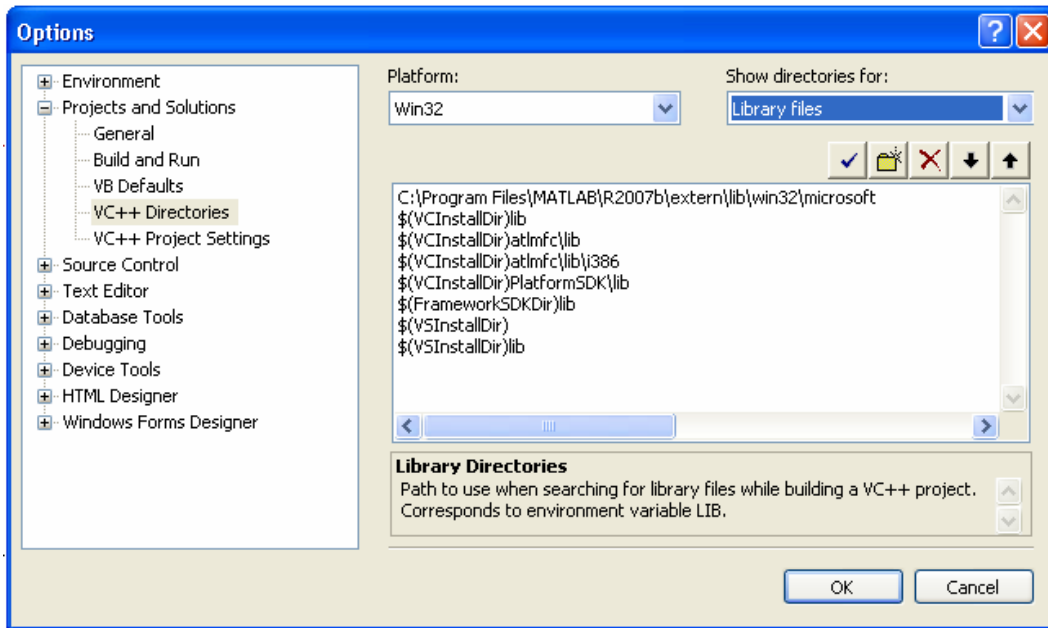 Options
Environment
Projects and Solutions
General
Build and Run
VB Defaults
VC++ Directories
VC++ Project Settings
Source Control
Text Editor
Database Tools
Debugging
Device Tools
HTML Designer
Windows Forms Designer
Platform:
Win32
Show directories for:
Library files
C:\Program Files\MATLAB\R2007b\extern\lib\win32\microsoft
$(VCInstallDir)lib
$(VCInstallDir)atlmfc\lib
$(VCInstallDir)atlmfc\lib\i386
$(VCInstallDir)PlatformSDK\lib
$(FrameworkSDKDir)lib
$(VSInstallDir)
$(VSInstallDir)lib
Library Directories
Path to use when searching for library files while building a VC++ project.
Corresponds to environment variable LIB.
OK
Cancel